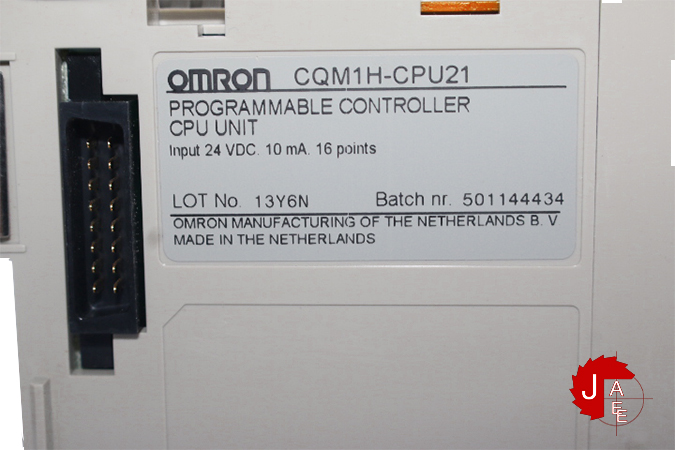 OMRON CQM1H-CPU21
PROGRAMMABLE CONTROLLER
CPU UNIT
Input 24 VDC. 10 mA. 16 points
LOT No. 13Y6N Batch nr. 501144434
OMRON MANUFACTURING OF THE NETHERLANDS B. V
MADE IN THE NETHERLANDS
J
A
E
E